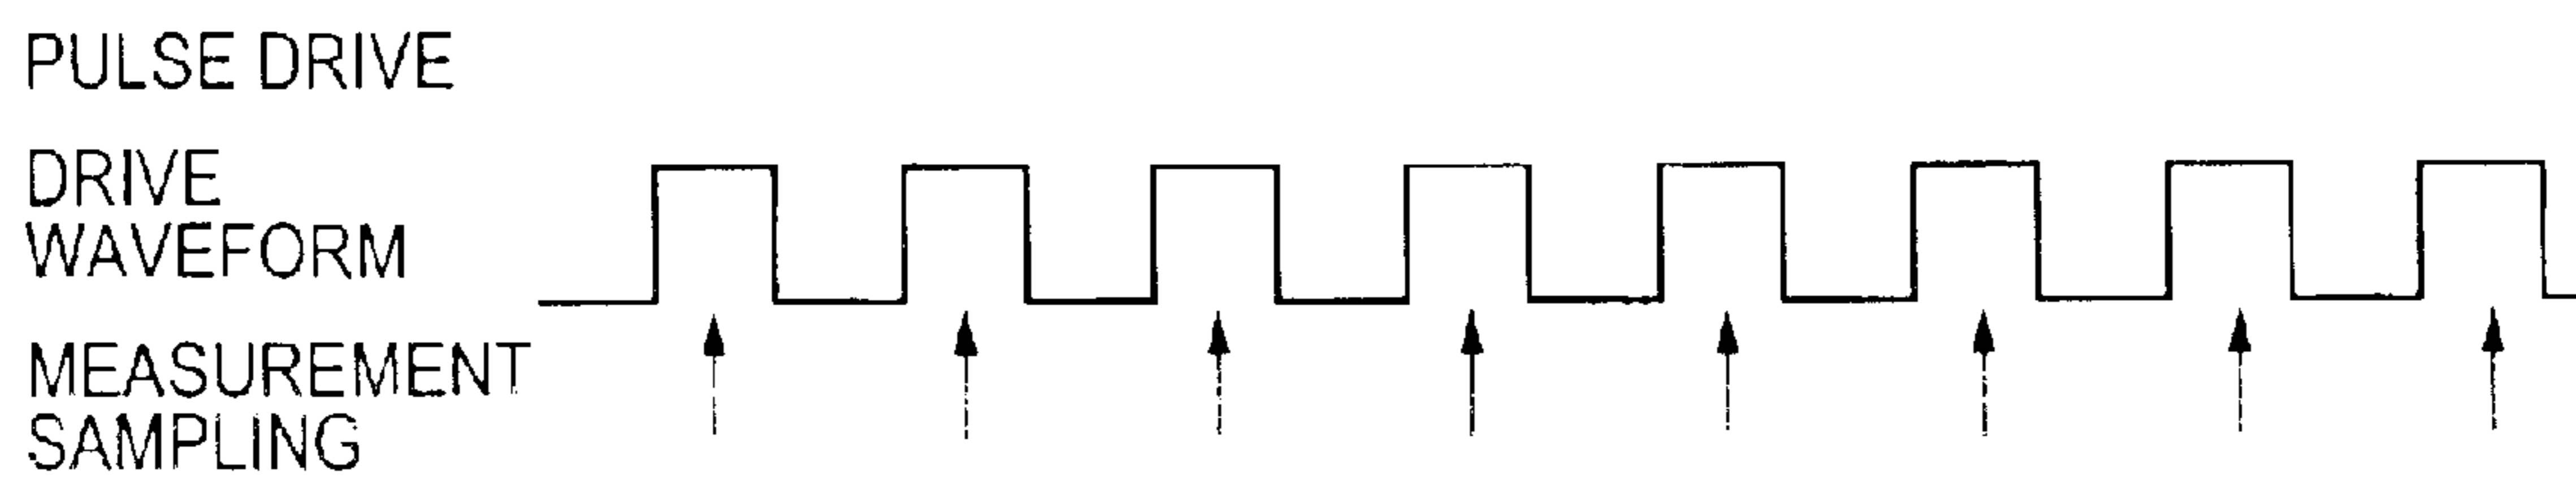 PULSE DRIVE
DRIVE
WAVEFORM
MEASUREMENT
SAMPLING